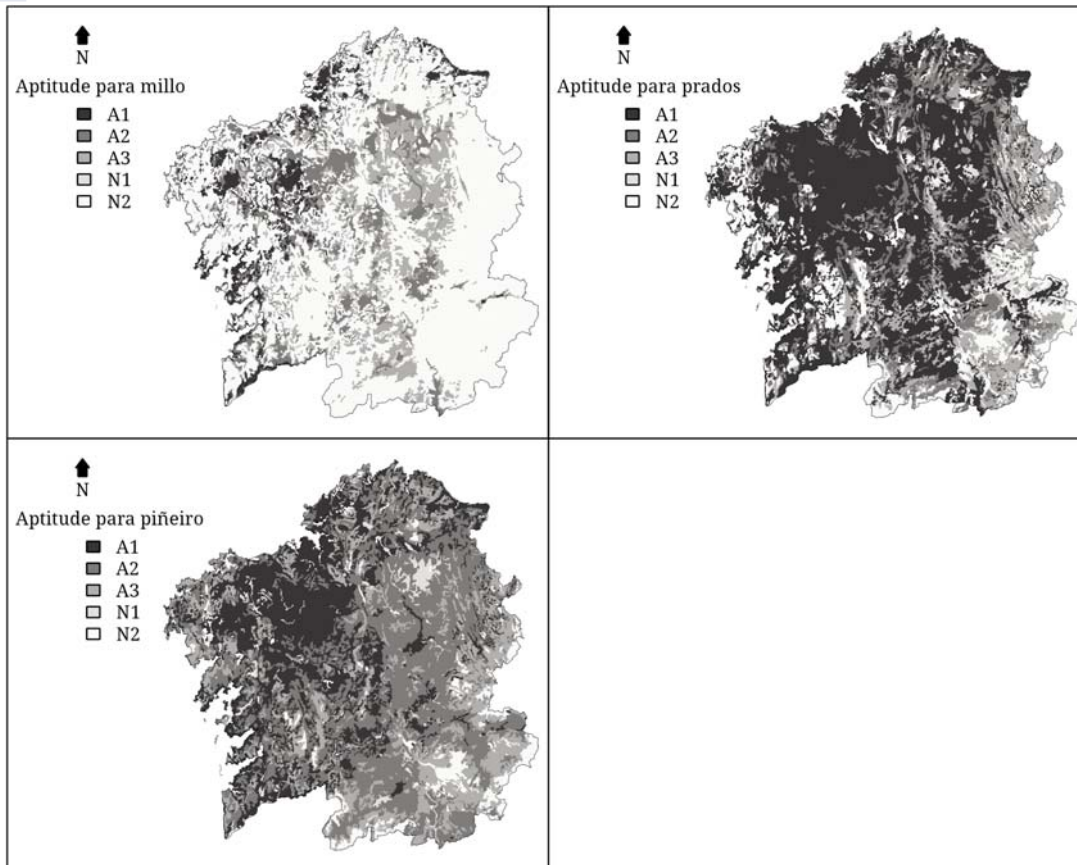 N
Aptitude para millo
A1
A2
A3
N1
N2
N
Aptitude para prados
A1
A2
A3
N1
N2
N
Aptitude para piñeiro
A1
A2
A3
N1
N2